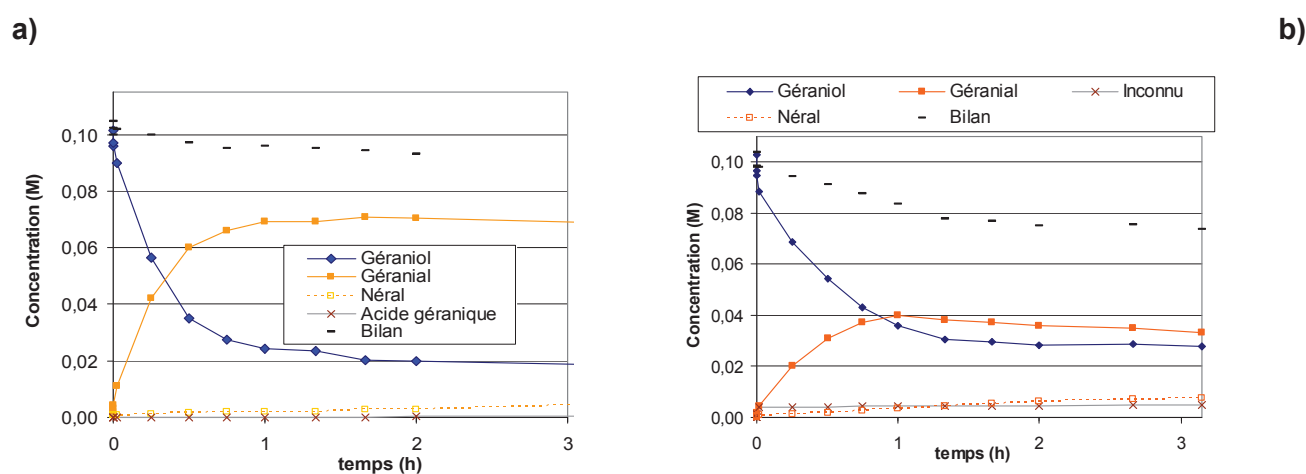 a)
b)
Concentration (M)
0,10
0,08
0,06
0,04
0,02
0,00
0
1
2
3
temps (h)
Géraniol
Géranial
Néral
Acide géranique
Bilan
Géraniol
Géranial
Inconnu
Néral
Bilan
Concentration (M)
0,10
0,08
0,06
0,04
0,02
0,00
0
1
2
3
temps (h)